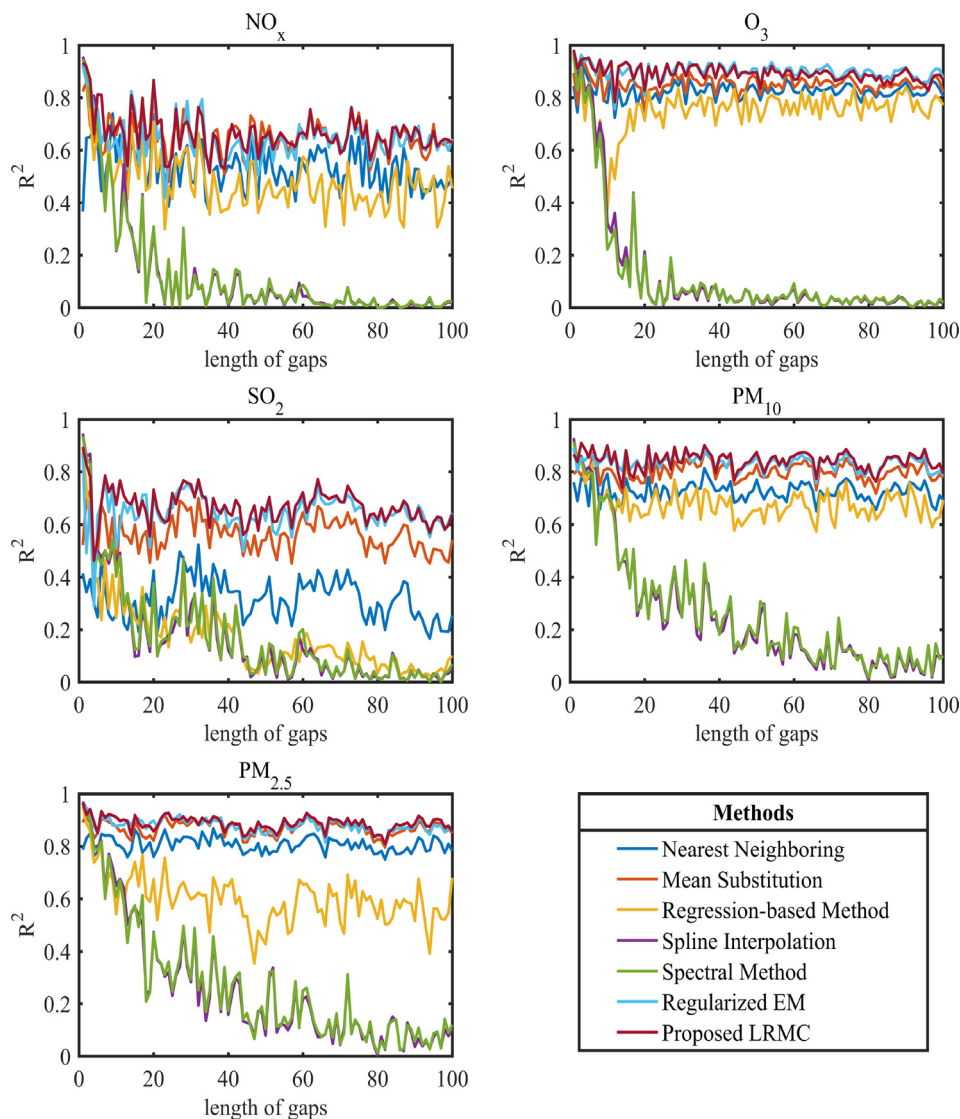 NOx
R2
1
0.8
0.6
0.4
0.2
0
0 20 40 60 80 100
length of gaps
O3
R2
1
0.8
0.6
0.4
0.2
0
0 20 40 60 80 100
length of gaps
SO2
R2
1
0.8
0.6
0.4
0.2
0
0 20 40 60 80 100
length of gaps
PM10
R2
1
0.8
0.6
0.4
0.2
0
0 20 40 60 80 100
length of gaps
PM2.5
R2
1
0.8
0.6
0.4
0.2
0
0 20 40 60 80 100
length of gaps
Methods
Nearest Neighboring
Mean Substitution
Regression-based Method
Spline Interpolation
Spectral Method
Regularized EM
Proposed LRMC